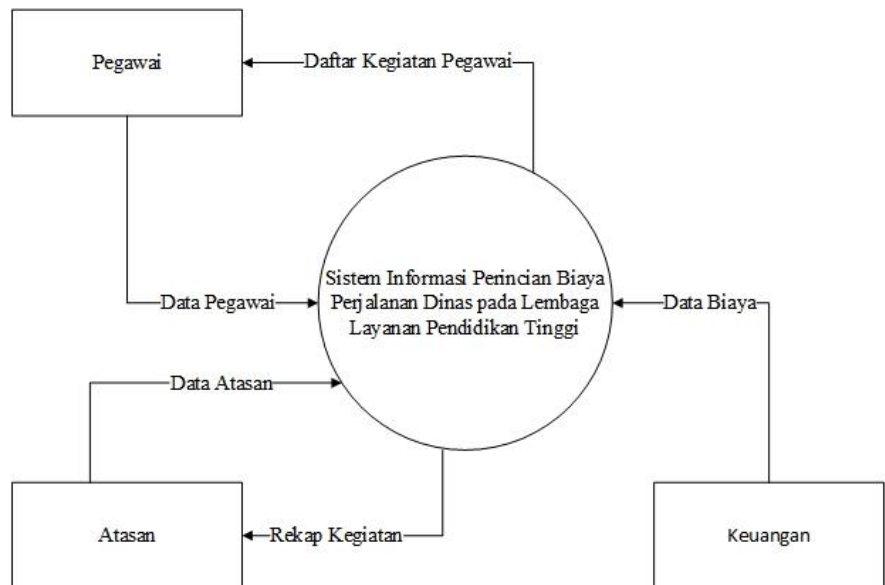 Pegawai
Daftar Kegiatan Pegawai
Sistem Informasi Perincian Biaya
Perjalanan Dinas pada Lembaga
Layanan Pendidikan Tinggi
Data Pegawai
Data Biaya
Data Atasan
Atasan
Rekap Kegiatan
Keuangan